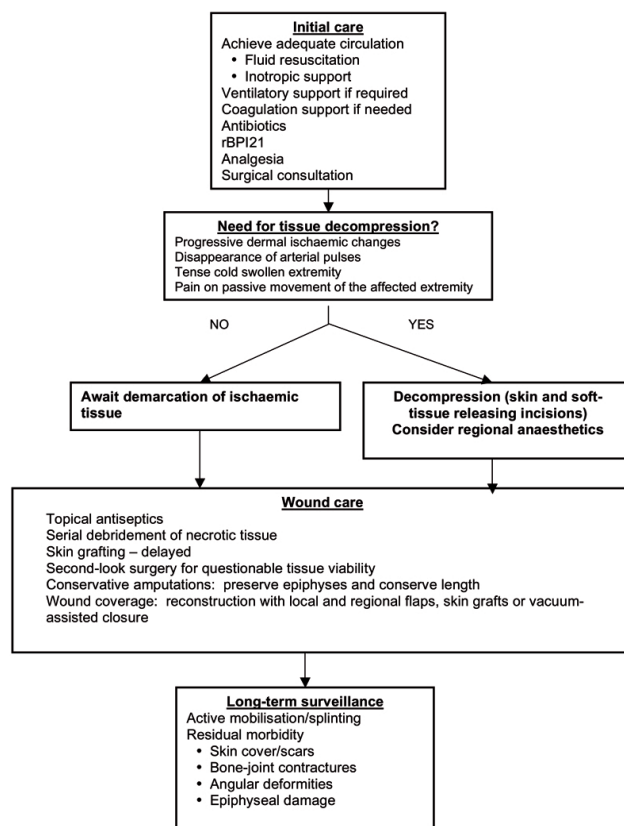 Initial care
Achieve adequate circulation
• Fluid resuscitation
• Inotropic support
Ventilatory support if required
Coagulation support if needed
Antibiotics
rBPI21
Analgesia
Surgical consultation
Need for tissue decompression?
Progressive dermal ischaemic changes
Disappearance of arterial pulses
Tense cold swollen extremity
Pain on passive movement of the affected extremity
NO
YES
Await demarcation of ischaemic
tissue
Decompression (skin and soft-
tissue releasing incisions)
Consider regional anaesthetics
Wound care
Topical antiseptics
Serial debridement of necrotic tissue
Skin grafting – delayed
Second-look surgery for questionable tissue viability
Conservative amputations: preserve epiphyses and conserve length
Wound coverage: reconstruction with local and regional flaps, skin grafts or vacuum-
assisted closure
Long-term surveillance
Active mobilisation/splinting
Residual morbidity
• Skin cover/scars
• Bone-joint contractures
• Angular deformities
• Epiphyseal damage